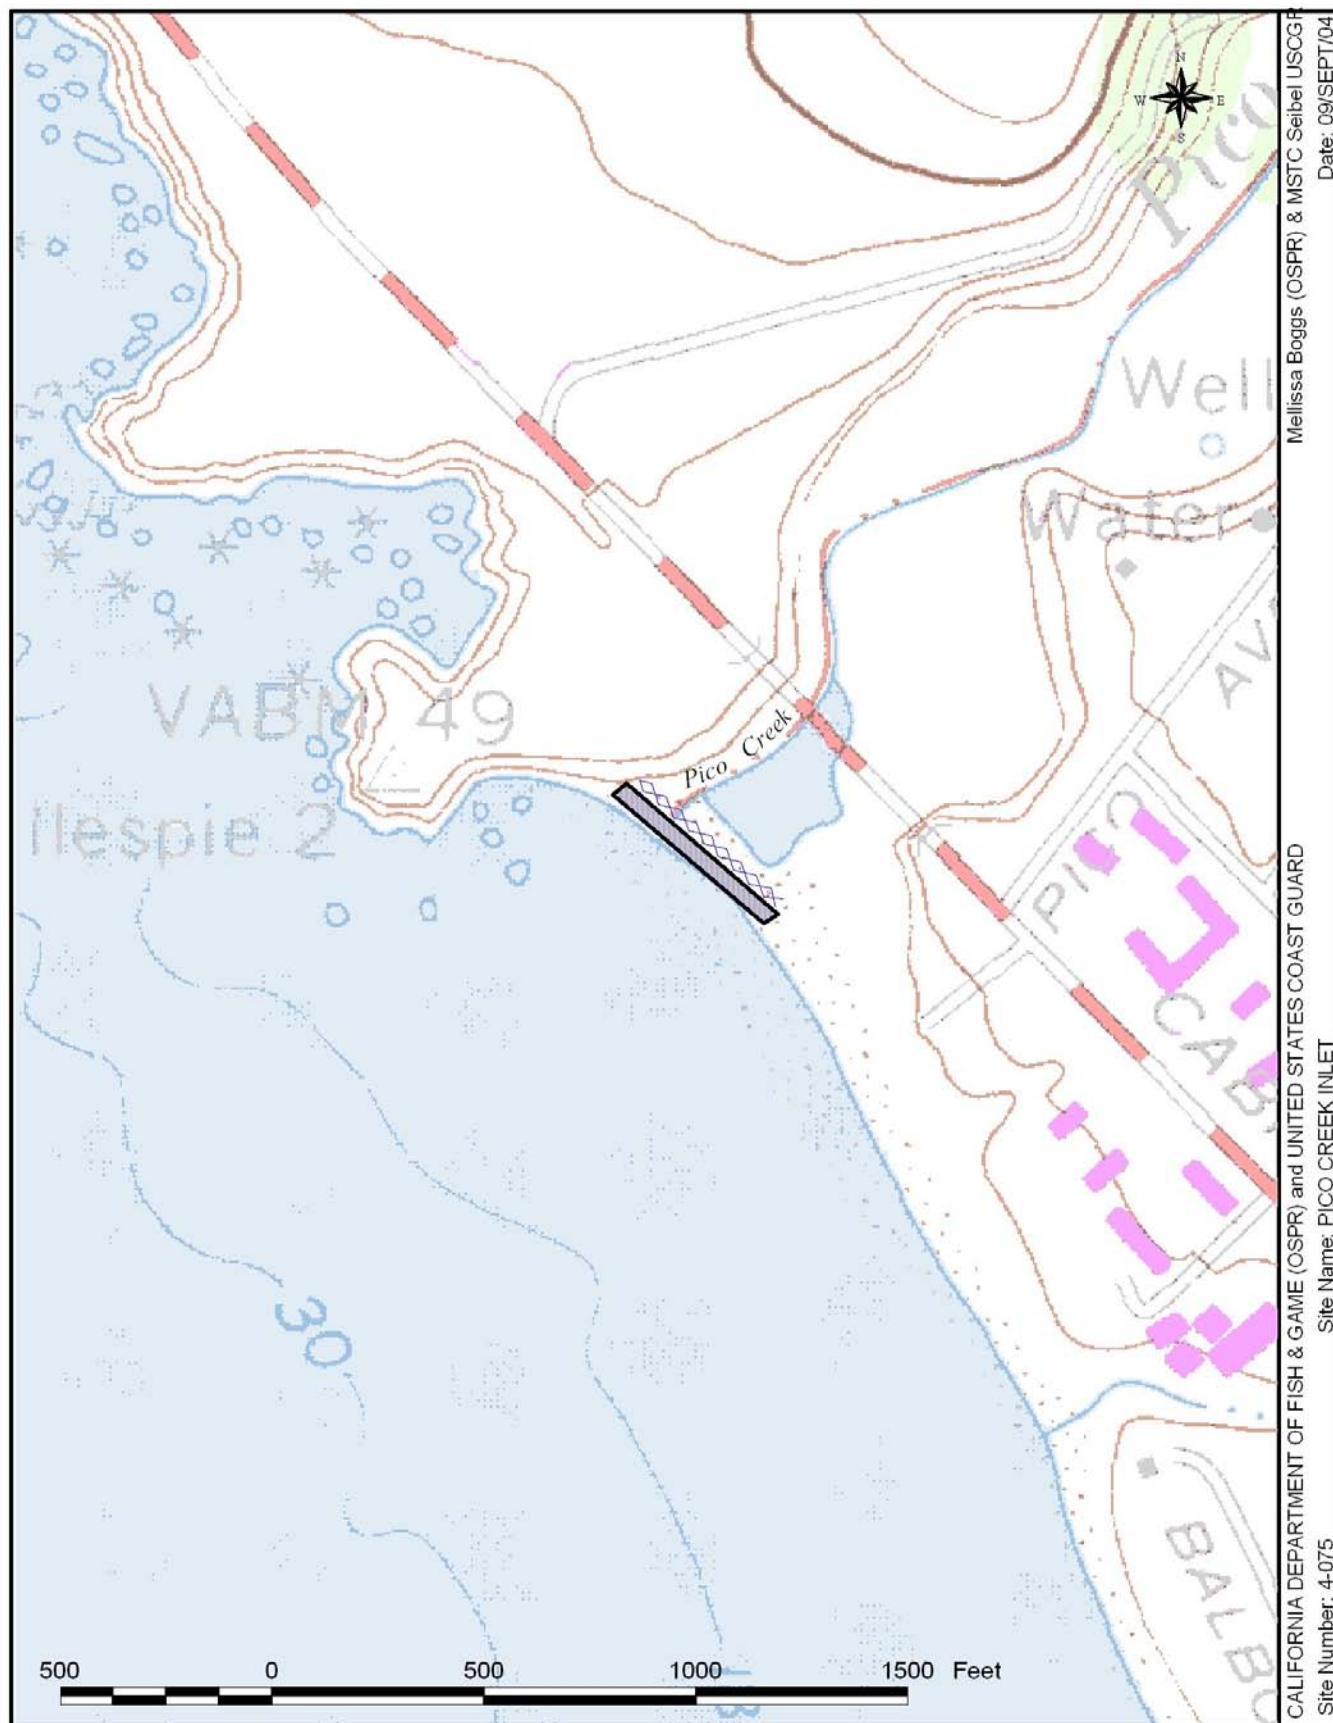 N
W E
S
Pico
Well
Water
AV
VABM 49
llespie 2
Pico Creek
PICO
CAB
30
BALBO
500 0 500 1000 1500 Feet
CALIFORNIA DEPARTMENT OF FISH & GAME (OSPR) and UNITED STATES COAST GUARD
Mellissa Boggs (OSPR) & MSTC Seibel USCGR
Site Number: 4-075
Site Name: PICO CREEK INLET
Date: 09/SEPT/04